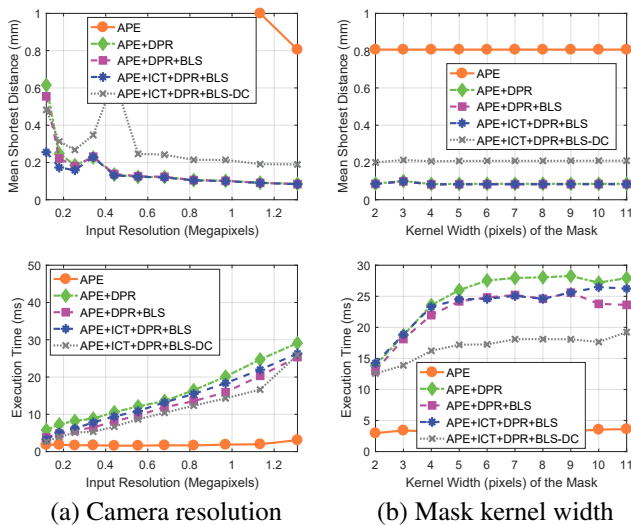 Mean Shortest Distance (mm)
1
0.8
0.6
0.4
0.2
0
APE
APE+DPR
APE+DPR+BLS
APE+ICT+DPR+BLS
APE+ICT+DPR+BLS-DC
0.2 0.4 0.6 0.8 1 1.2
Input Resolution (Megapixels)
Mean Shortest Distance (mm)
1
0.8
0.6
0.4
0.2
0
APE
APE+DPR
APE+DPR+BLS
APE+ICT+DPR+BLS
APE+ICT+DPR+BLS-DC
2 3 4 5 6 7 8 9 10 11
Kernel Width (pixels) of the Mask
Execution Time (ms)
50
40
30
20
10
0
APE
APE+DPR
APE+DPR+BLS
APE+ICT+DPR+BLS
APE+ICT+DPR+BLS-DC
0.2 0.4 0.6 0.8 1 1.2
Input Resolution (Megapixels)
Execution Time (ms)
30
25
20
15
10
5
0
APE
APE+DPR
APE+DPR+BLS
APE+ICT+DPR+BLS
APE+ICT+DPR+BLS-DC
2 3 4 5 6 7 8 9 10 11
Kernel Width (pixels) of the Mask
(a) Camera resolution
(b) Mask kernel width